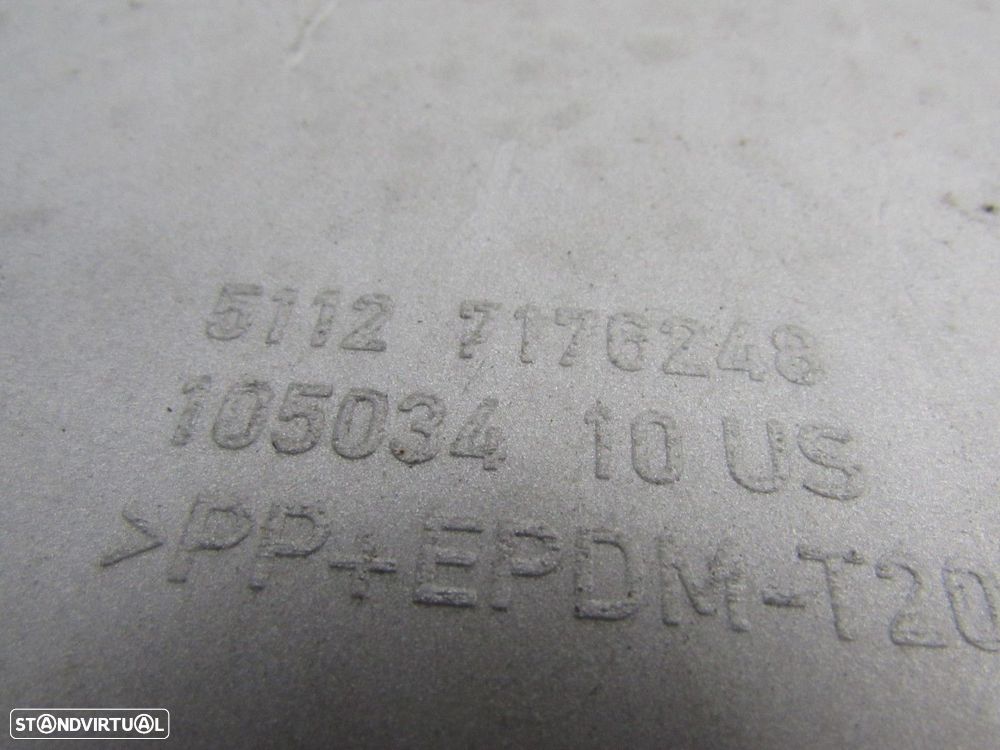 5112 7176248
105034 10 US
>PP+EPDM-T20
STANDVIRTUAL